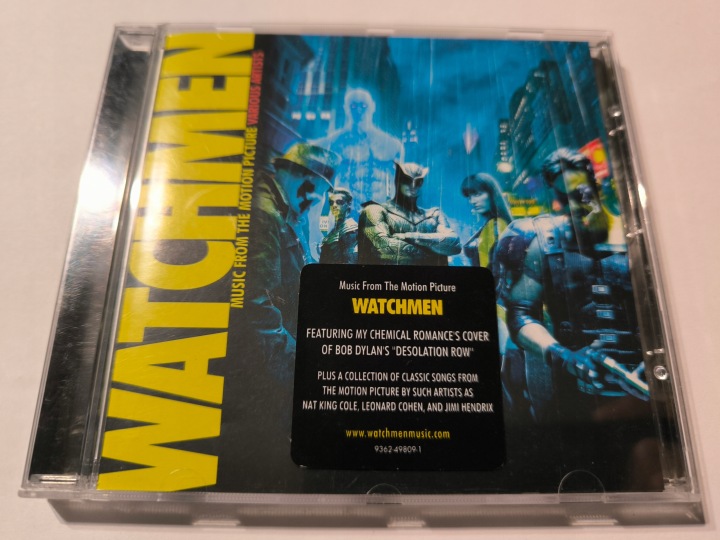 WATCHMEN
MUSIC FROM THE MOTION PICTURE VARIOUS ARTISTS
Music From The Motion Picture
WATCHMEN
FEATURING MY CHEMICAL ROMANCE'S COVER
OF BOB DYLAN'S "DESOLATION ROW"
PLUS A COLLECTION OF CLASSIC SONGS FROM
THE MOTION PICTURE BY SUCH ARTISTS AS
NAT KING COLE, LEONARD COHEN, AND JIMI HENDRIX
www.watchmenmusic.com
9362-49809-1